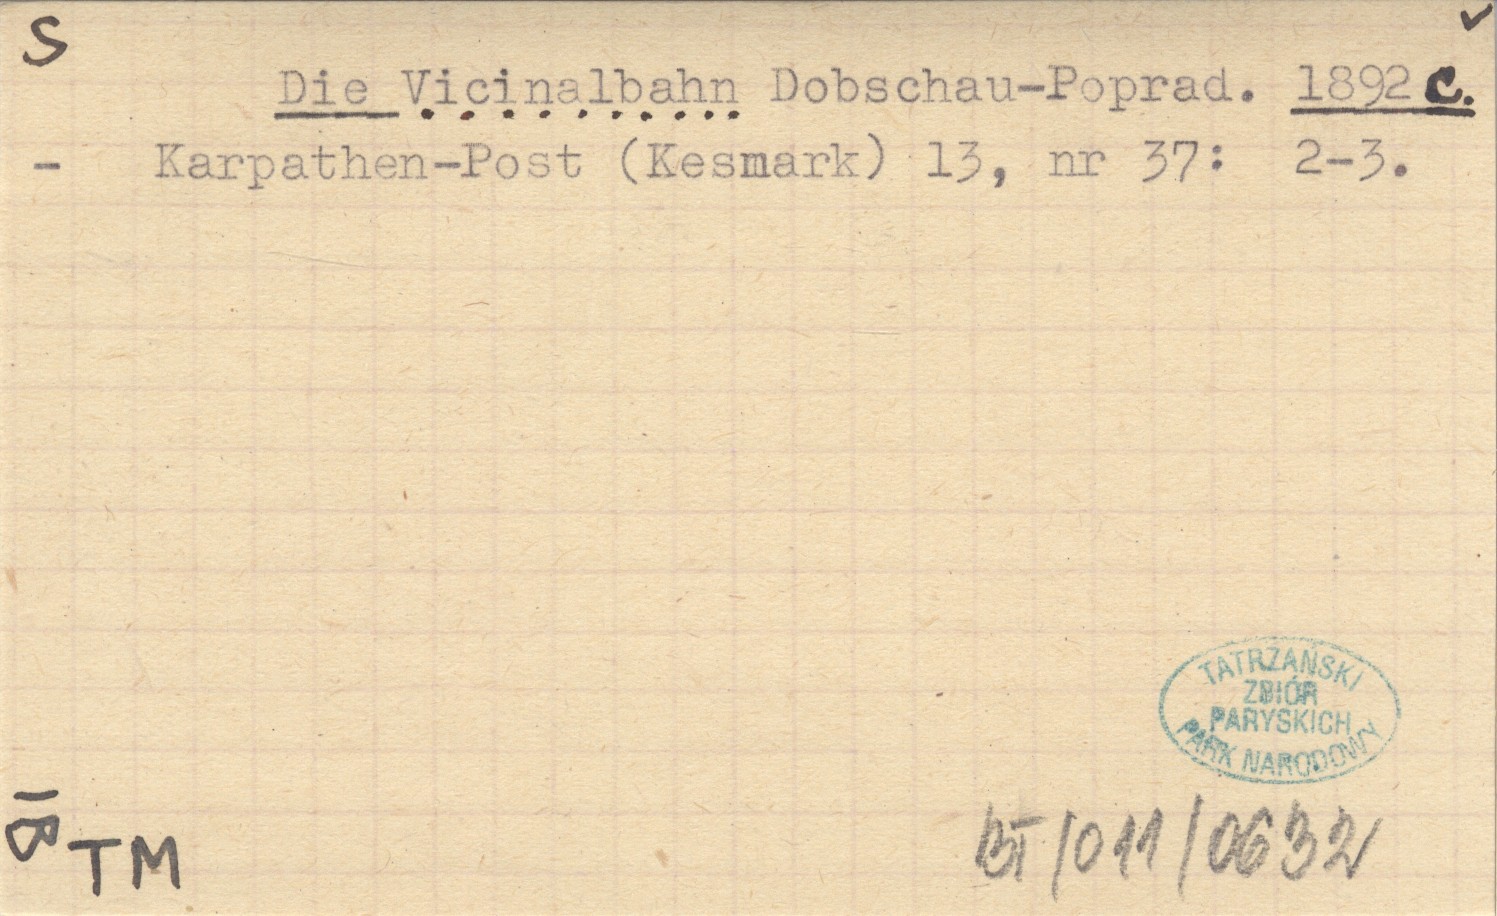 S ✓
Die Vicinalbahn Dobschau-Poprad. 1892 c.
- Karpathen-Post (Kesmark) 13, nr 37: 2-3.
TATRZAŃSKI
ZBIÓR
PARYSKICH
PARK NARODOWY
IB
TM
BT/011/0632